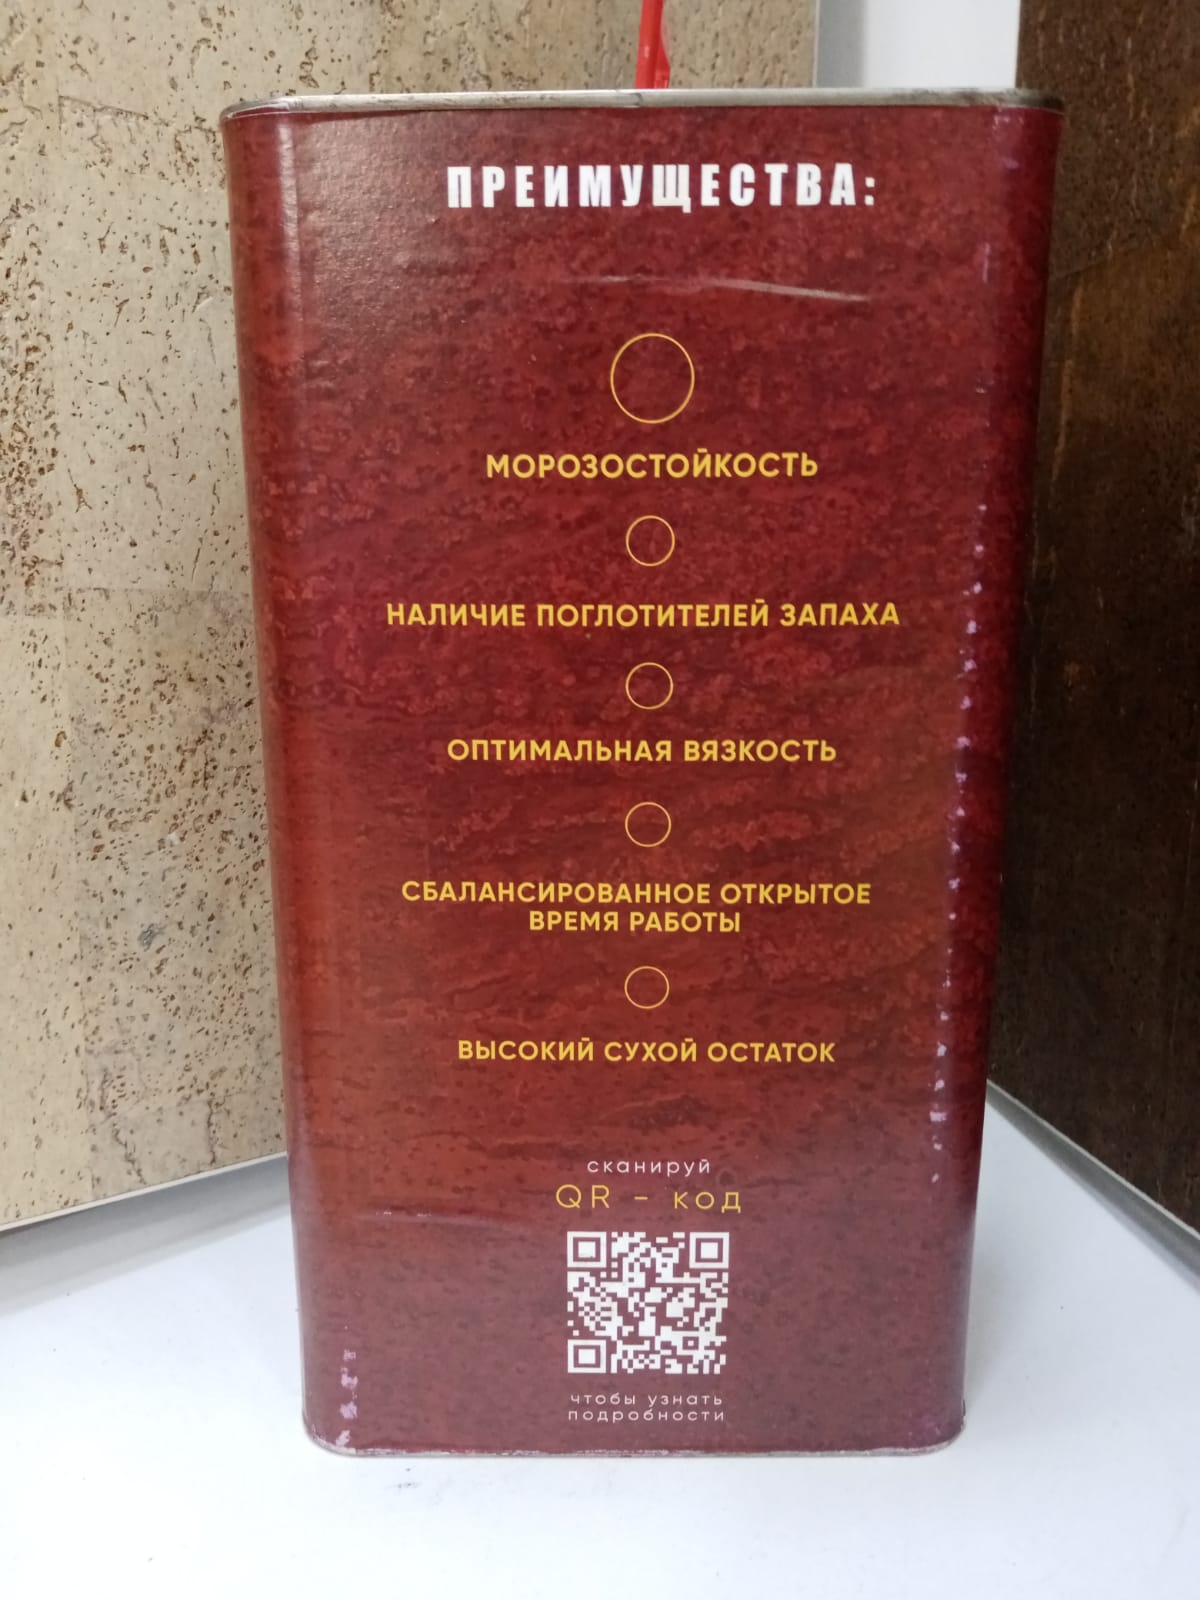 ПРЕИМУЩЕСТВА:
МОРОЗОСТОЙКОСТЬ
НАЛИЧИЕ ПОГЛОТИТЕЛЕЙ ЗАПАХА
ОПТИМАЛЬНАЯ ВЯЗКОСТЬ
СБАЛАНСИРОВАННОЕ ОТКРЫТОЕ
ВРЕМЯ РАБОТЫ
ВЫСОКИЙ СУХОЙ ОСТАТОК
сканируй
QR - код
чтобы узнать
подробности